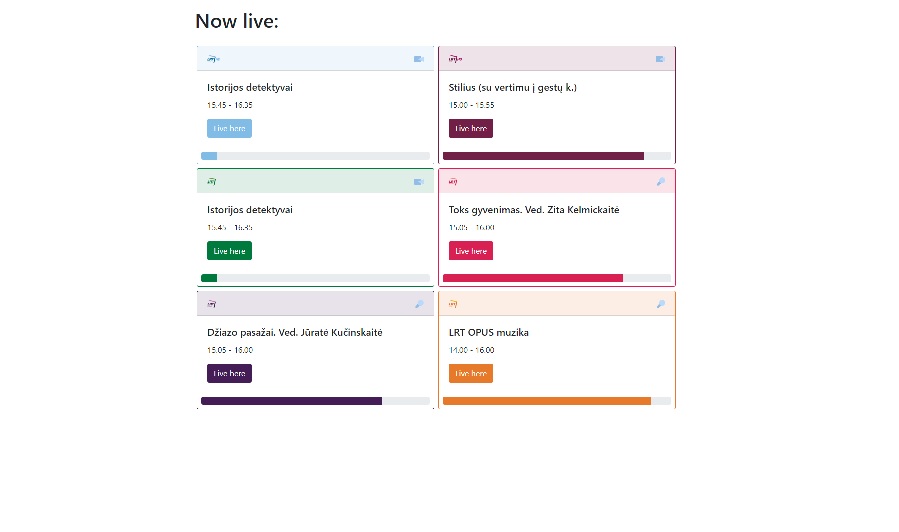 Now live:
Istorijos detektyvai
15:45 - 16:35
Live here
Stilius (su vertimu į gestų k.)
15:00 - 15:55
Live here
Istorijos detektyvai
15:45 - 16:35
Live here
Toks gyvenimas. Ved. Zita Kelmickaitė
15:05 - 16:00
Live here
Džiazo pasažai. Ved. Jūratė Kučinskaitė
15:05 - 16:00
Live here
LRT OPUS muzika
14:00 - 16:00
Live here